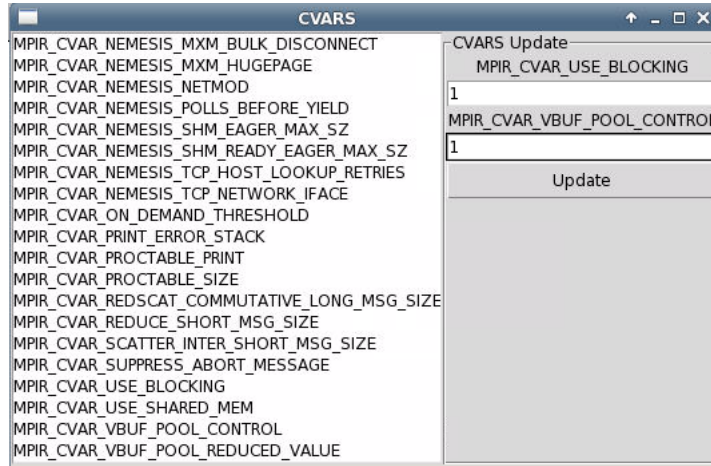 CVARS
MPIR_CVAR_NEMESIS_MXM_BULK_DISCONNECT
MPIR_CVAR_NEMESIS_MXM_HUGEPAGE
MPIR_CVAR_NEMESIS_NETMOD
MPIR_CVAR_NEMESIS_POLLS_BEFORE_YIELD
MPIR_CVAR_NEMESIS_SHM_EAGER_MAX_SZ
MPIR_CVAR_NEMESIS_SHM_READY_EAGER_MAX_SZ
MPIR_CVAR_NEMESIS_TCP_HOST_LOOKUP_RETRIES
MPIR_CVAR_NEMESIS_TCP_NETWORK_IFACE
MPIR_CVAR_ON_DEMAND_THRESHOLD
MPIR_CVAR_PRINT_ERROR_STACK
MPIR_CVAR_PROCTABLE_PRINT
MPIR_CVAR_PROCTABLE_SIZE
MPIR_CVAR_REDSCAT_COMMUTATIVE_LONG_MSG_SIZE
MPIR_CVAR_REDUCE_SHORT_MSG_SIZE
MPIR_CVAR_SCATTER_INTER_SHORT_MSG_SIZE
MPIR_CVAR_SUPPRESS_ABORT_MESSAGE
MPIR_CVAR_USE_BLOCKING
MPIR_CVAR_USE_SHARED_MEM
MPIR_CVAR_VBUF_POOL_CONTROL
MPIR_CVAR_VBUF_POOL_REDUCED_VALUE
CVARS Update
MPIR_CVAR_USE_BLOCKING
1
MPIR_CVAR_VBUF_POOL_CONTROL
1
Update